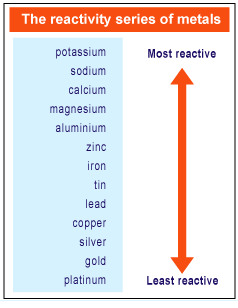 The reactivity series of metals
potassium
Most reactive
sodium
calcium
magnesium
aluminium
zinc
iron
tin
lead
copper
silver
gold
platinum
Least reactive